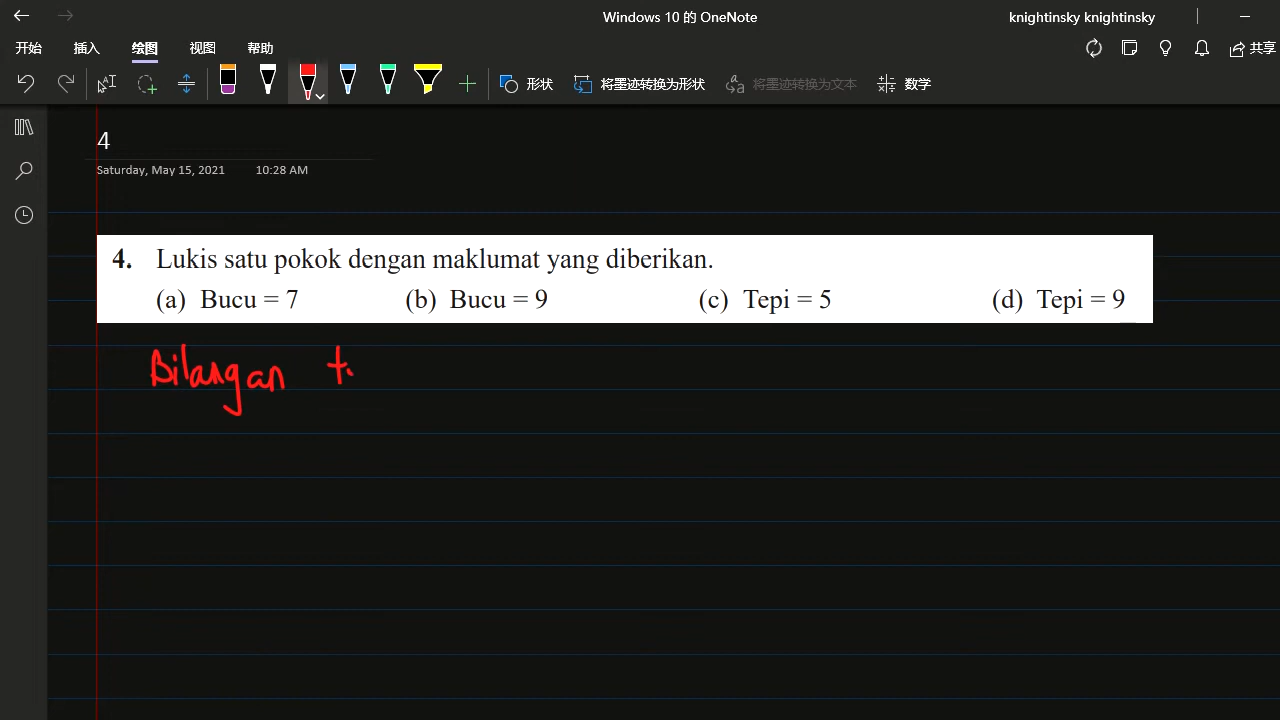 Windows 10 的 OneNote
knightinsky knightinsky
开始 插入 绘图 视图 帮助
共享
形状 将墨迹转换为形状 将墨迹转换为文本 数学
4
Saturday, May 15, 2021 10:28 AM
4. Lukis satu pokok dengan maklumat yang diberikan.
(a) Bucu = 7 (b) Bucu = 9 (c) Tepi = 5 (d) Tepi = 9
Bilangan